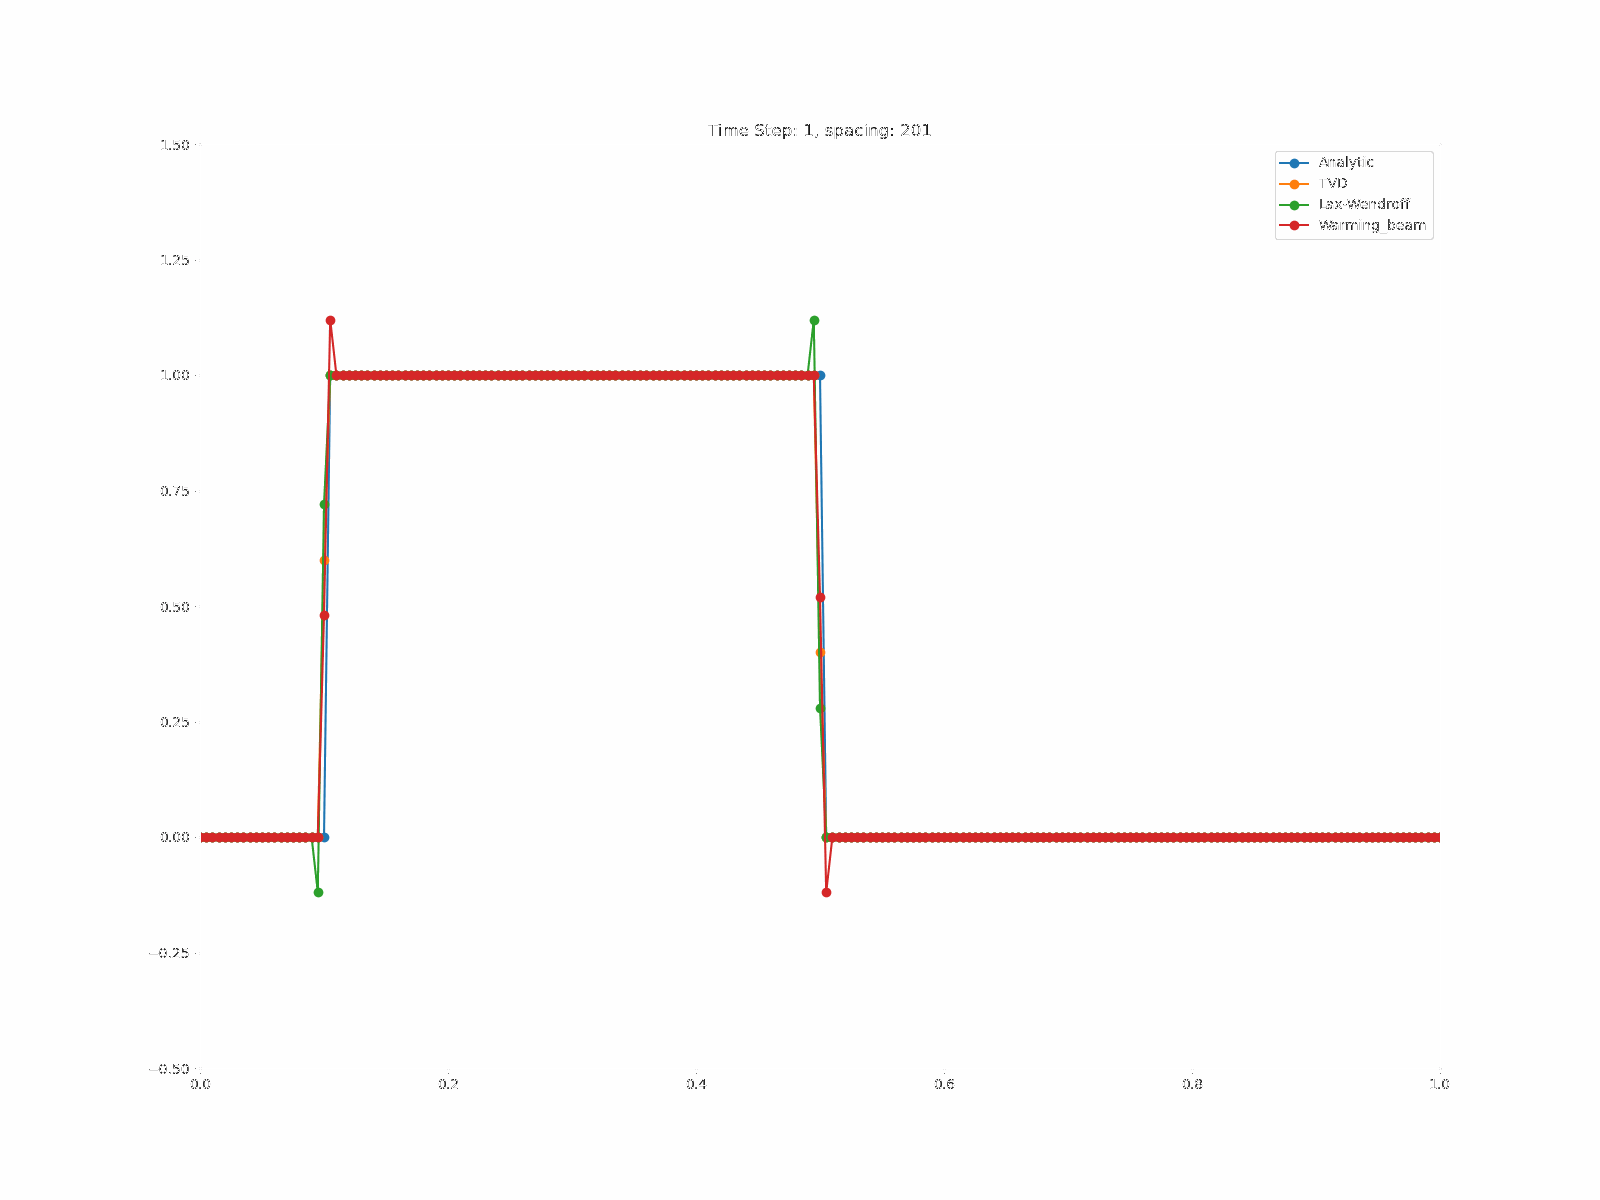 Time Step: 1, spacing: 201
1.50
1.25
1.00
0.75
0.50
0.25
0.00
−0.25
−0.50
0.0 0.2 0.4 0.6 0.8 1.0
Analytic
TVD
Lax-Wendroff
Warming_beam